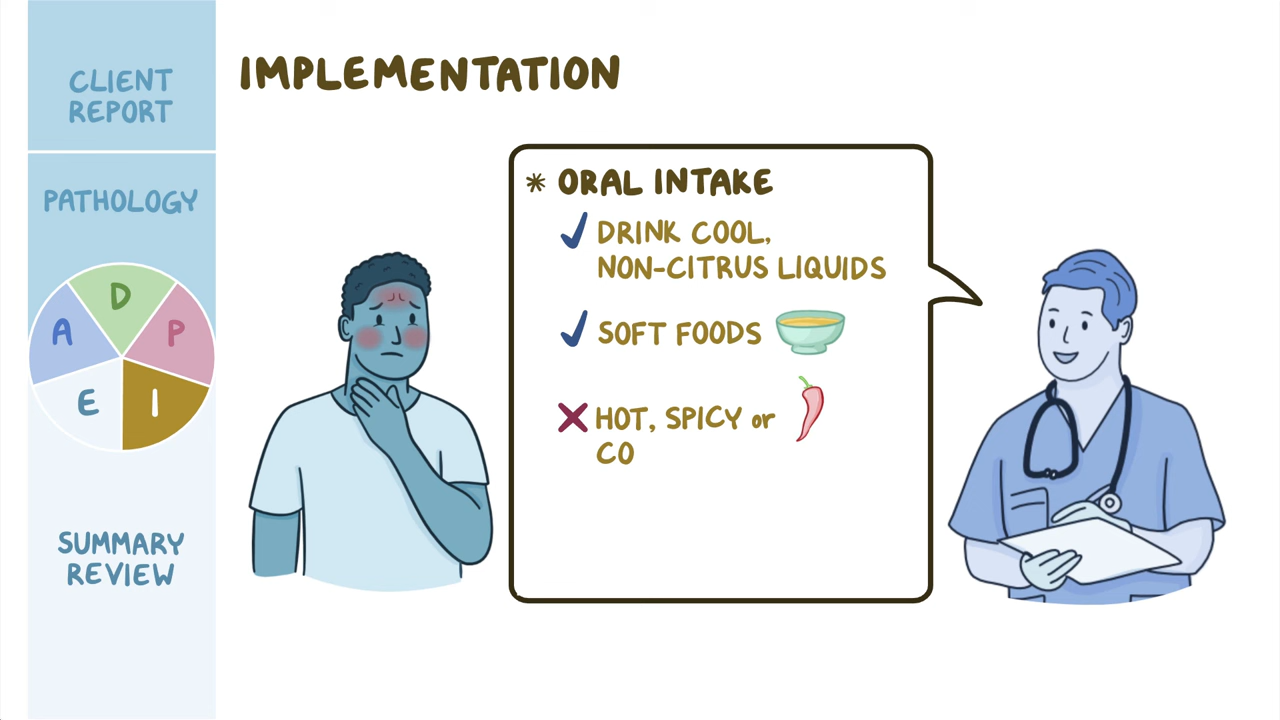 CLIENT
REPORT
PATHOLOGY
D
A
P
E
I
SUMMARY
REVIEW
IMPLEMENTATION
* ORAL INTAKE
✓ DRINK COOL,
NON-CITRUS LIQUIDS
✓ SOFT FOODS
✗ HOT, SPICY or
CO